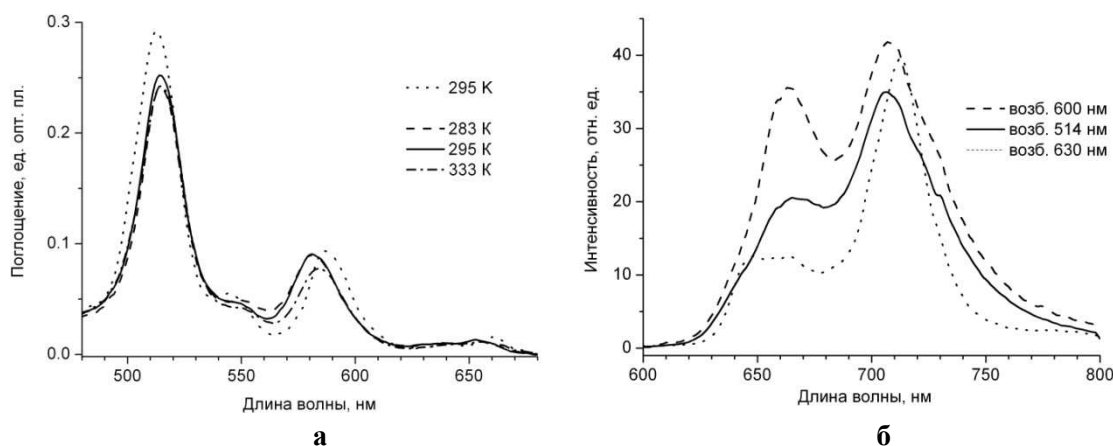 0.3
0.2
0.1
0.0
Поглощение, ед. опт. пл.
295 K
283 K
295 K
333 K
500
550
600
650
Длина волны, нм
а
40
30
20
10
0
Интенсивность, отн. ед.
возб. 600 нм
возб. 514 нм
возб. 630 нм
600
650
700
750
800
Длина волны, нм
б